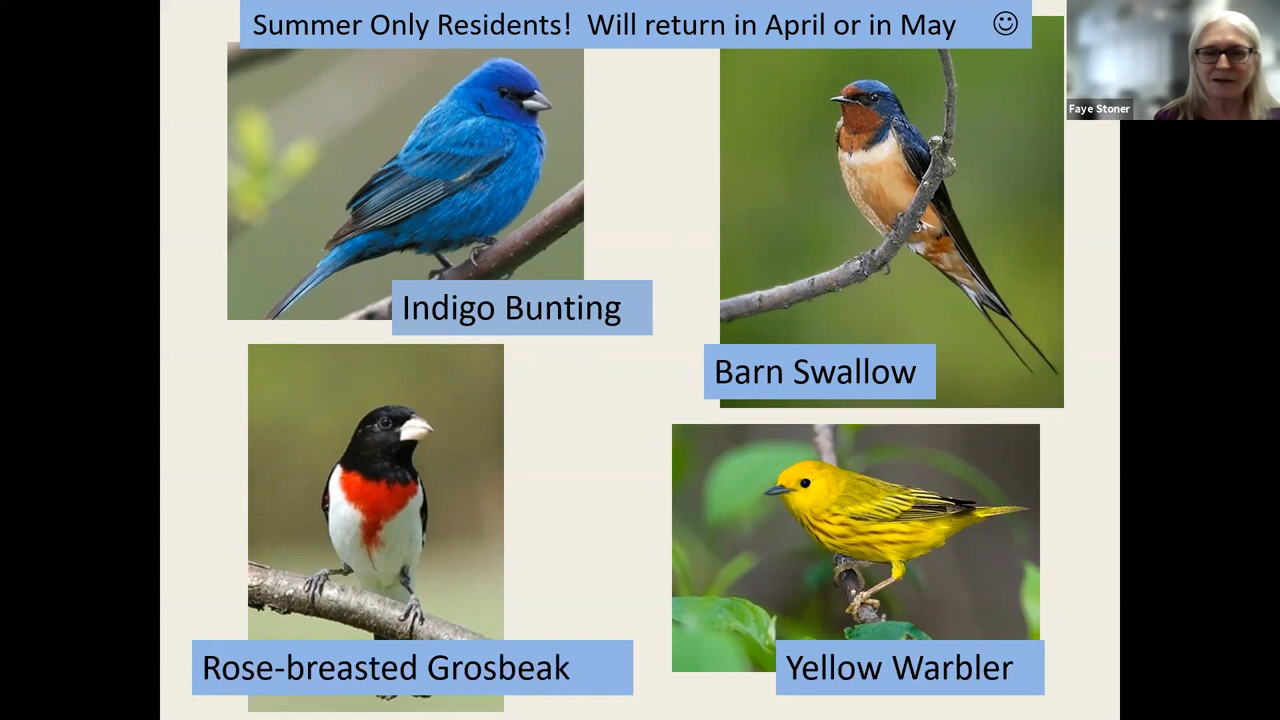 Summer Only Residents!  Will return in April or in May ☺
Faye Stoner
Indigo Bunting
Barn Swallow
Rose-breasted Grosbeak
Yellow Warbler